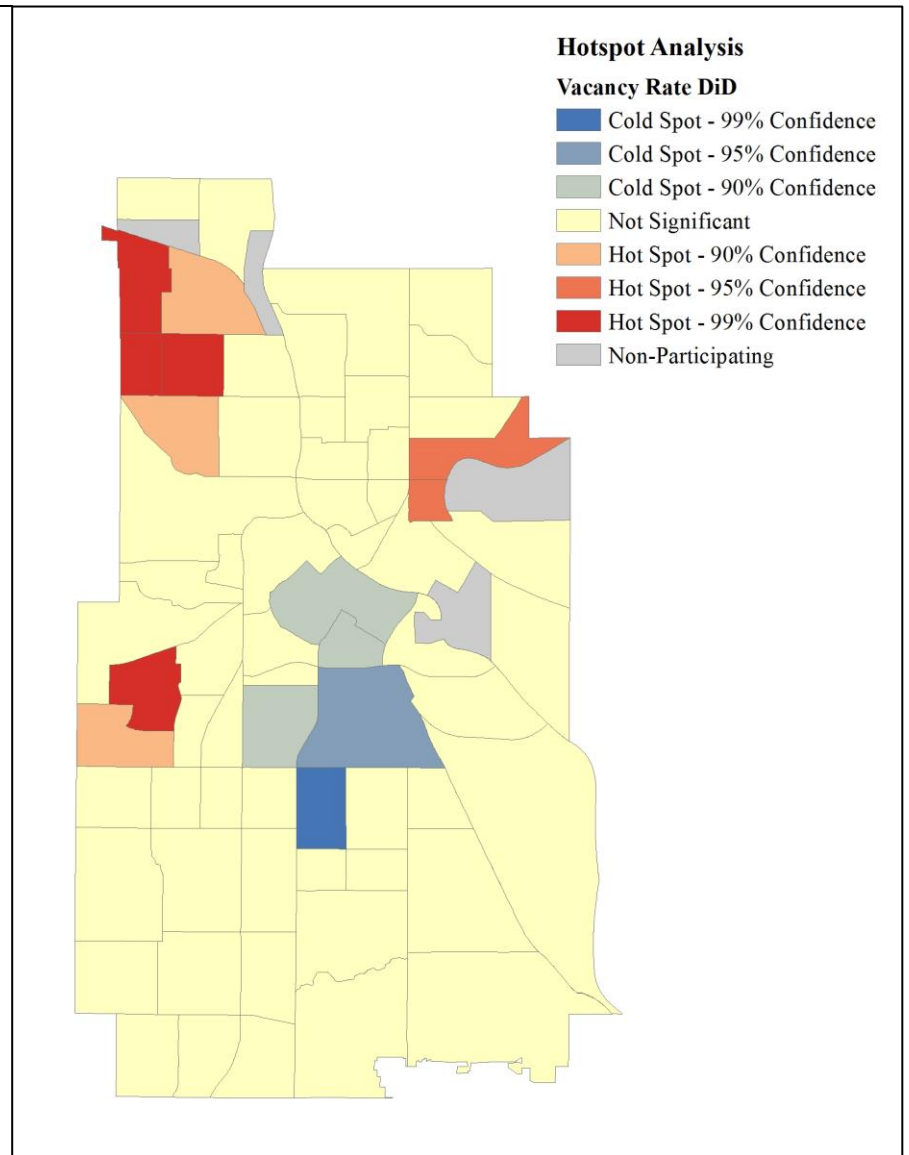 Hotspot Analysis
Vacancy Rate DiD
Cold Spot - 99% Confidence
Cold Spot - 95% Confidence
Cold Spot - 90% Confidence
Not Significant
Hot Spot - 90% Confidence
Hot Spot - 95% Confidence
Hot Spot - 99% Confidence
Non-Participating